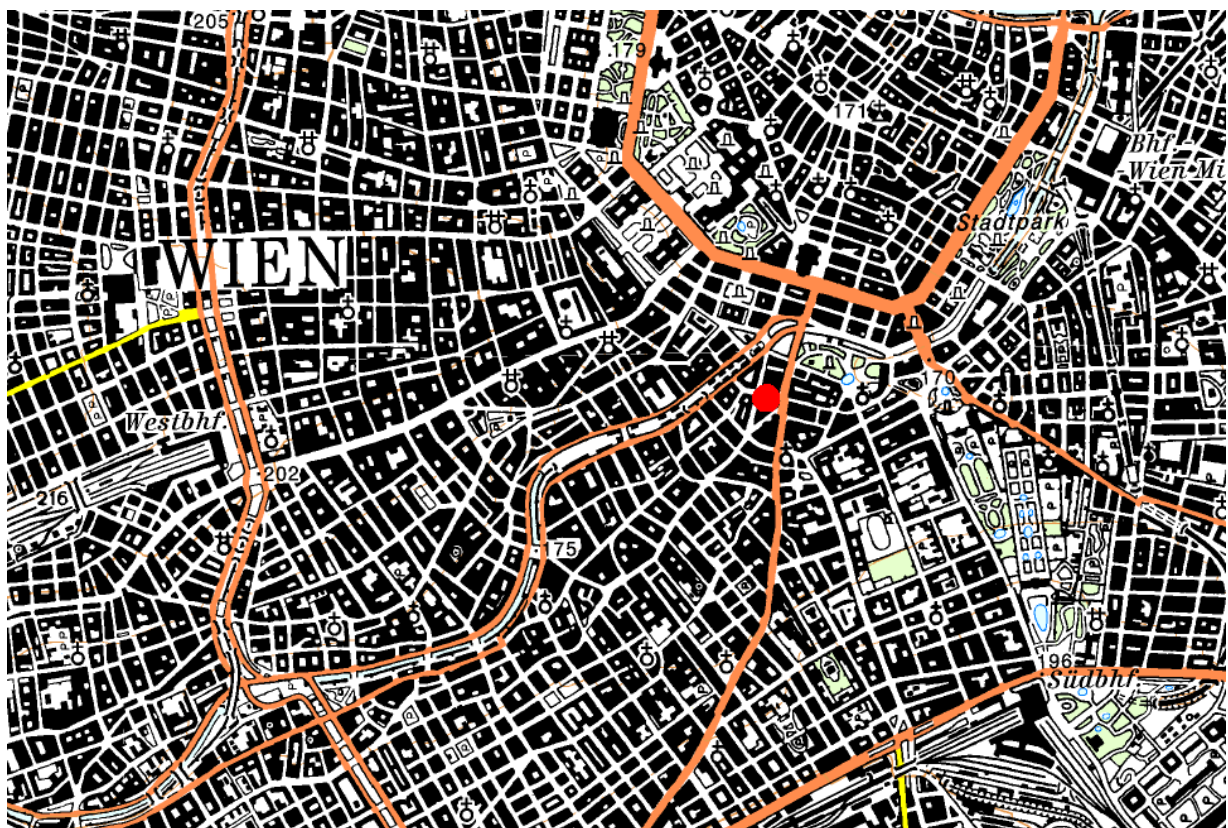 205
179
171
Bhf.-
Wien-Mi
Stadtpark
WIEN
170
Westbhf.
202
216
175
196
Südbhf.